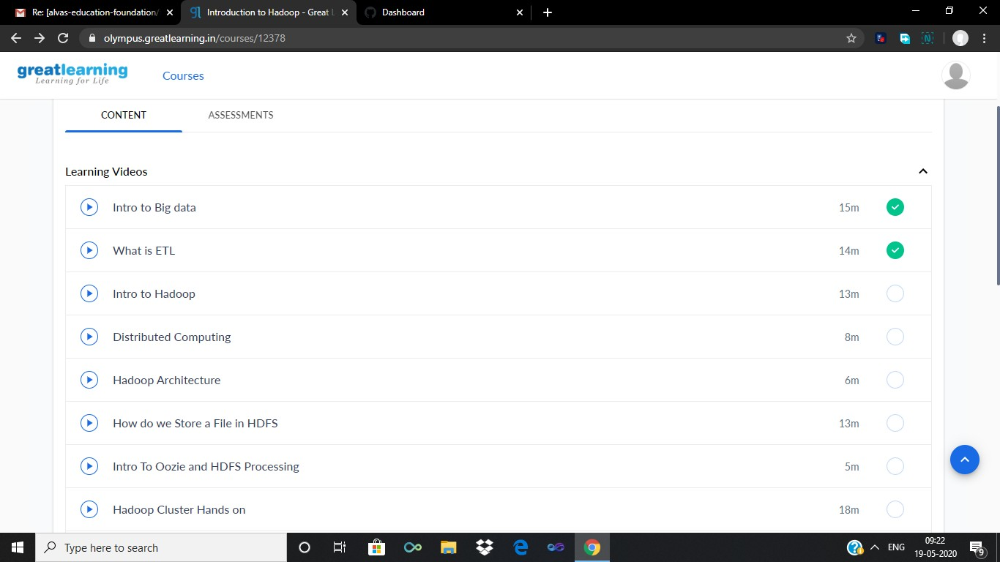 Re: [alvas-education-foundation/
Introduction to Hadoop - Great L
Dashboard
olympus.greatlearning.in/courses/12378
greatlearning
Learning for Life
Courses
CONTENT ASSESSMENTS
Learning Videos
Intro to Big data 15m
What is ETL 14m
Intro to Hadoop 13m
Distributed Computing 8m
Hadoop Architecture 6m
How do we Store a File in HDFS 13m
Intro To Oozie and HDFS Processing 5m
Hadoop Cluster Hands on 18m
Type here to search
ENG
09:22
19-05-2020
9